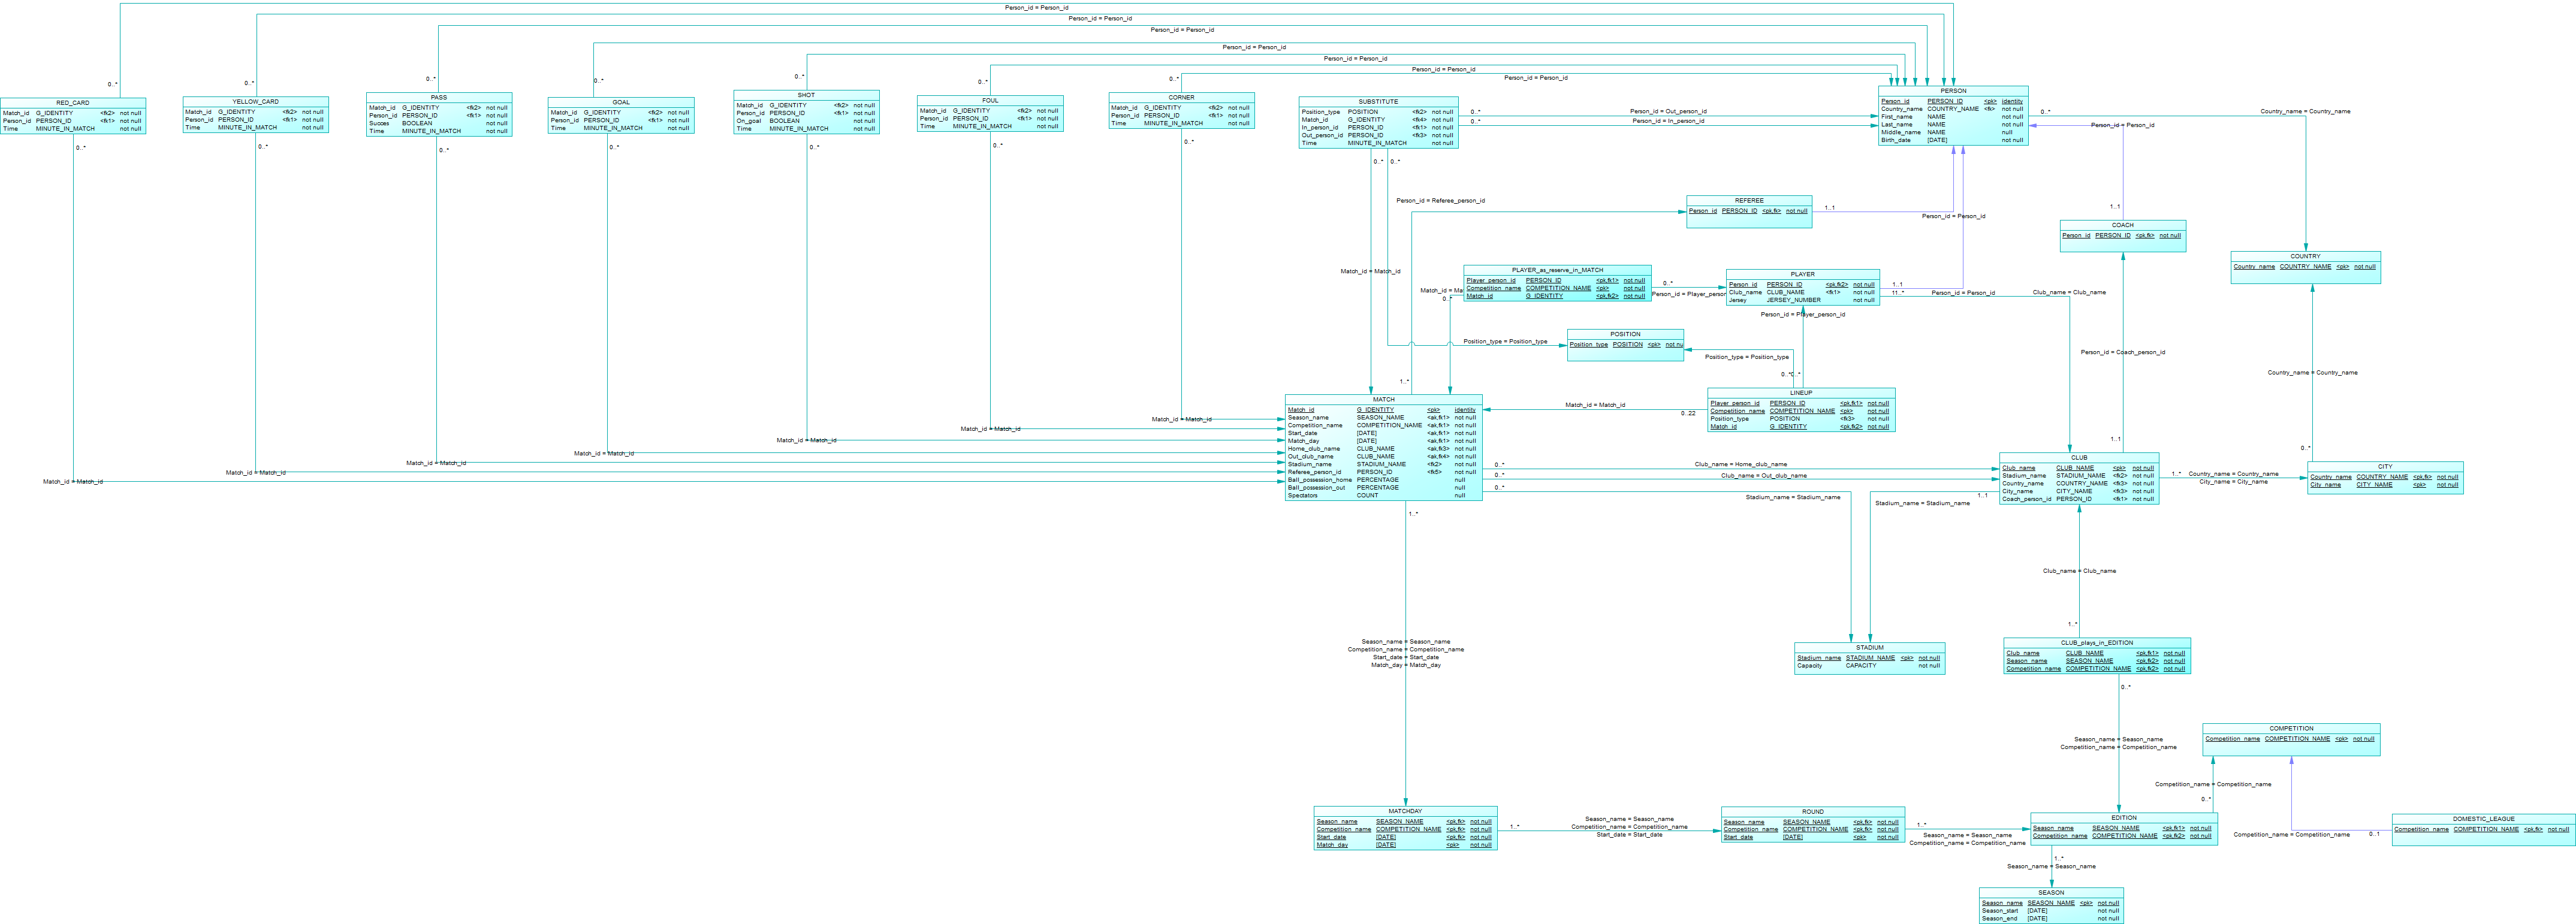 Person_id = Person_id
Person_id = Person_id
Person_id = Person_id
Person_id = Person_id
Person_id = Person_id
Person_id = Person_id
Person_id = Person_id
0..*
0..*
0..*
0..*
0..*
0..*
0..*
RED_CARD
Match_id G_IDENTITY <fk2> not null
Person_id PERSON_ID <fk1> not null
Time MINUTE_IN_MATCH not null
YELLOW_CARD
Match_id G_IDENTITY <fk2> not null
Person_id PERSON_ID <fk1> not null
Time MINUTE_IN_MATCH not null
PASS
Match_id G_IDENTITY <fk2> not null
Person_id PERSON_ID <fk1> not null
Succes BOOLEAN not null
Time MINUTE_IN_MATCH not null
GOAL
Match_id G_IDENTITY <fk2> not null
Person_id PERSON_ID <fk1> not null
Time MINUTE_IN_MATCH not null
SHOT
Match_id G_IDENTITY <fk2> not null
Person_id PERSON_ID <fk1> not null
On_goal BOOLEAN not null
Time MINUTE_IN_MATCH not null
FOUL
Match_id G_IDENTITY <fk2> not null
Person_id PERSON_ID <fk1> not null
Time MINUTE_IN_MATCH not null
CORNER
Match_id G_IDENTITY <fk2> not null
Person_id PERSON_ID <fk1> not null
Time MINUTE_IN_MATCH not null
SUBSTITUTE
Position_type POSITION <fk2> not null
Match_id G_IDENTITY <fk4> not null
In_person_id PERSON_ID <fk1> not null
Out_person_id PERSON_ID <fk3> not null
Time MINUTE_IN_MATCH not null
0..*
Person_id = Out_person_id
0..*
Person_id = In_person_id
PERSON
Person_id PERSON_ID <pk> identity
Country_name COUNTRY_NAME <fk> not null
First_name NAME not null
Last_name NAME not null
Middle_name NAME null
Birth_date [DATE] not null
0..*
Country_name = Country_name
Person_id = Person_id
0..*
0..*
0..*
0..*
0..*
0..*
0..*
0..*
0..*
Person_id = Referee_person_id
REFEREE
Person_id PERSON_ID <pk,fk> not null
1..1
Person_id = Person_id
1..1
COACH
Person_id PERSON_ID <pk,fk> not null
COUNTRY
Country_name COUNTRY_NAME <pk> not null
Match_id = Match_id
PLAYER_as_reserve_in_MATCH
Player_person_id PERSON_ID <pk,fk1> not null
Competition_name COMPETITION_NAME <pk> not null
Match_id G_IDENTITY <pk,fk2> not null
Match_id = Ma
0..*
0..*
Person_id = Player_person
PLAYER
Person_id PERSON_ID <pk,fk2> not null
Club_name CLUB_NAME <fk1> not null
Jersey JERSEY_NUMBER not null
1..1
11..*
Person_id = Person_id
Club_name = Club_name
Person_id = Player_person_id
POSITION
Position_type POSITION <pk> not nu
Position_type = Position_type
Position_type = Position_type
Person_id = Coach_person_id
Country_name = Country_name
0..*
0..*
1..*
LINEUP
Player_person_id PERSON_ID <pk,fk1> not null
Competition_name COMPETITION_NAME <pk> not null
Position_type POSITION <fk3> not null
Match_id G_IDENTITY <pk,fk2> not null
Match_id = Match_id
0..22
MATCH
Match_id G_IDENTITY <pk> identity
Season_name SEASON_NAME <ak,fk1> not null
Competition_name COMPETITION_NAME <ak,fk1> not null
Start_date [DATE] <ak,fk1> not null
Match_day [DATE] <ak,fk1> not null
Home_club_name CLUB_NAME <ak,fk3> not null
Out_club_name CLUB_NAME <ak,fk4> not null
Stadium_name STADIUM_NAME <fk2> not null
Referee_person_id PERSON_ID <fk5> not null
Ball_possession_home PERCENTAGE null
Ball_possession_out PERCENTAGE null
Spectators COUNT null
Match_id = Match_id
Match_id = Match_id
Match_id = Match_id
Match_id = Match_id
Match_id = Match_id
Match_id = Match_id
Match_id = Match_id
0..*
Club_name = Home_club_name
0..*
Club_name = Out_club_name
0..*
Stadium_name = Stadium_name
1..1
CLUB
Club_name CLUB_NAME <pk> not null
Stadium_name STADIUM_NAME <fk2> not null
Country_name COUNTRY_NAME <fk3> not null
City_name CITY_NAME <fk3> not null
Coach_person_id PERSON_ID <fk1> not null
1..1
Stadium_name = Stadium_name
1..*
Country_name = Country_name
City_name = City_name
0..*
CITY
Country_name COUNTRY_NAME <pk,fk> not null
City_name CITY_NAME <pk> not null
1..*
Club_name = Club_name
1..*
Season_name = Season_name
Competition_name = Competition_name
Start_date = Start_date
Match_day = Match_day
STADIUM
Stadium_name STADIUM_NAME <pk> not null
Capacity CAPACITY not null
CLUB_plays_in_EDITION
Club_name CLUB_NAME <pk,fk1> not null
Season_name SEASON_NAME <pk,fk2> not null
Competition_name COMPETITION_NAME <pk,fk2> not null
0..*
Season_name = Season_name
Competition_name = Competition_name
COMPETITION
Competition_name COMPETITION_NAME <pk> not null
Competition_name = Competition_name
0..*
MATCHDAY
Season_name SEASON_NAME <pk,fk> not null
Competition_name COMPETITION_NAME <pk,fk> not null
Start_date [DATE] <pk,fk> not null
Match_day [DATE] <pk> not null
1..*
Season_name = Season_name
Competition_name = Competition_name
Start_date = Start_date
ROUND
Season_name SEASON_NAME <pk,fk> not null
Competition_name COMPETITION_NAME <pk,fk> not null
Start_date [DATE] <pk> not null
1..*
Season_name = Season_name
Competition_name = Competition_name
EDITION
Season_name SEASON_NAME <pk,fk1> not null
Competition_name COMPETITION_NAME <pk,fk2> not null
Competition_name = Competition_name
0..1
DOMESTIC_LEAGUE
Competition_name COMPETITION_NAME <pk,fk> not null
1..*
Season_name = Season_name
SEASON
Season_name SEASON_NAME <pk> not null
Season_start [DATE] not null
Season_end [DATE] not null